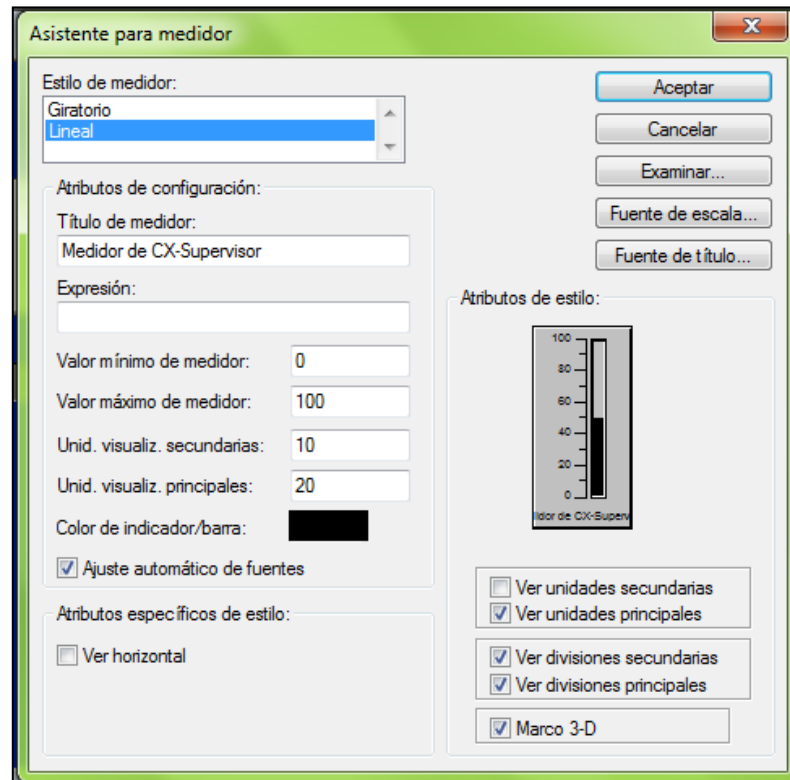 Asistente para medidor
Estilo de medidor:
Giratorio
Lineal
Aceptar
Cancelar
Examinar...
Fuente de escala...
Fuente de título...
Atributos de configuración:
Título de medidor:
Medidor de CX-Supervisor
Expresión:
Valor mínimo de medidor: 0
Valor máximo de medidor: 100
Unid. visualiz. secundarias: 10
Unid. visualiz. principales: 20
Color de indicador/barra:
Ajuste automático de fuentes
Atributos específicos de estilo:
Ver horizontal
Atributos de estilo:
100
80
60
40
20
0
idor de CX-Superv
Ver unidades secundarias
Ver unidades principales
Ver divisiones secundarias
Ver divisiones principales
Marco 3-D